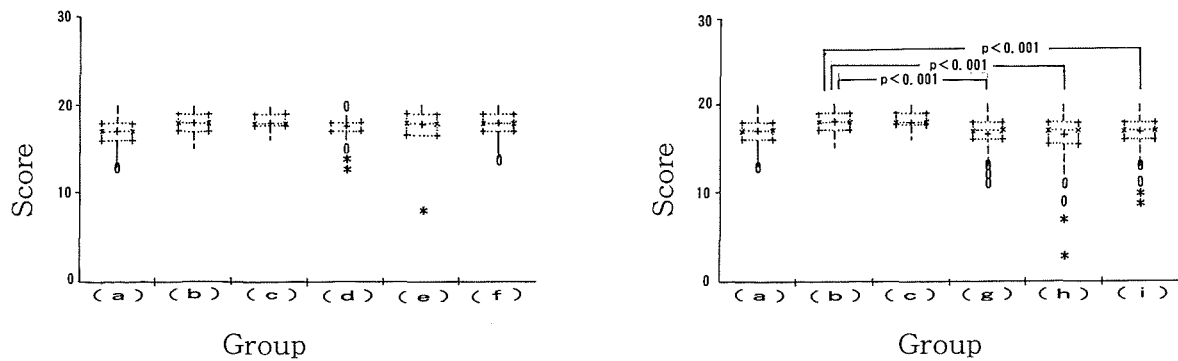 30
20
10
0
Score
(a) (b) (c) (d) (e) (f)
Group
30
20
10
0
Score
p<0.001
p<0.001
p<0.001
(a) (b) (c) (g) (h) (i)
Group